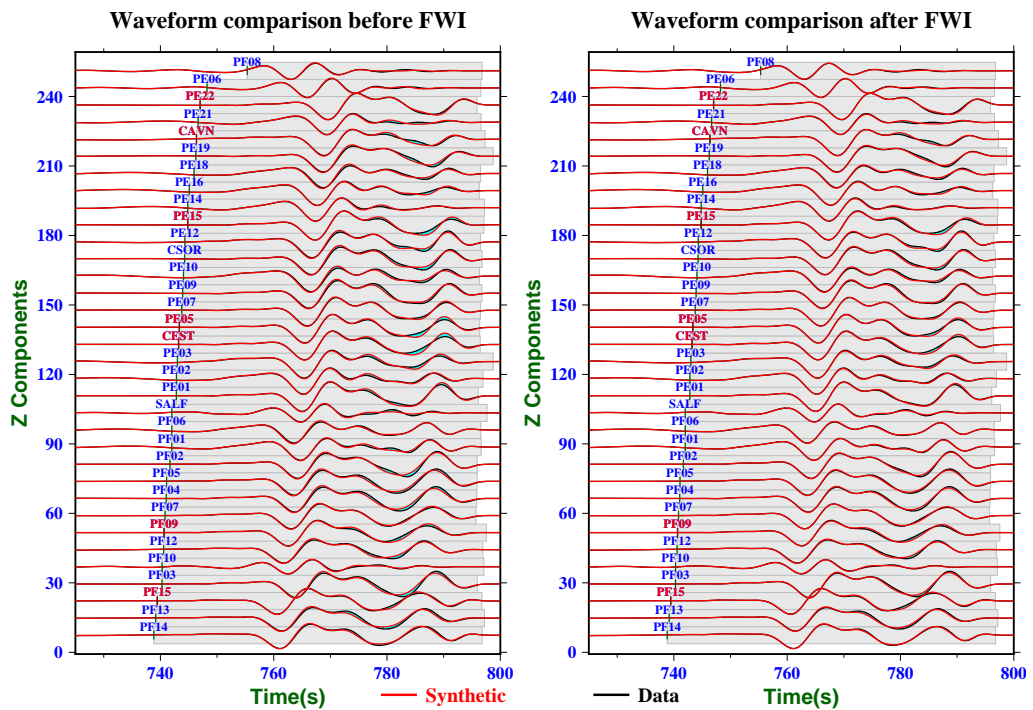 Waveform comparison before FWI
Waveform comparison after FWI
Z Components
240
210
180
150
120
90
60
30
0
PF08
PE06
PE22
PE21
CAVN
PE19
PE18
PE16
PE14
PE15
PE12
CSOR
PE10
PE09
PE07
PE05
CEST
PE03
PE02
PE01
SALF
PF06
PF01
PF02
PF05
PF04
PF07
PF09
PF12
PF10
PF03
PF15
PF13
PF14
740 760 780 800
Time(s)
Synthetic
Z Components
240
210
180
150
120
90
60
30
0
PF08
PE06
PE22
PE21
CAVN
PE19
PE18
PE16
PE14
PE15
PE12
CSOR
PE10
PE09
PE07
PE05
CEST
PE03
PE02
PE01
SALF
PF06
PF01
PF02
PF05
PF04
PF07
PF09
PF12
PF10
PF03
PF15
PF13
PF14
740 760 780 800
Data
Time(s)